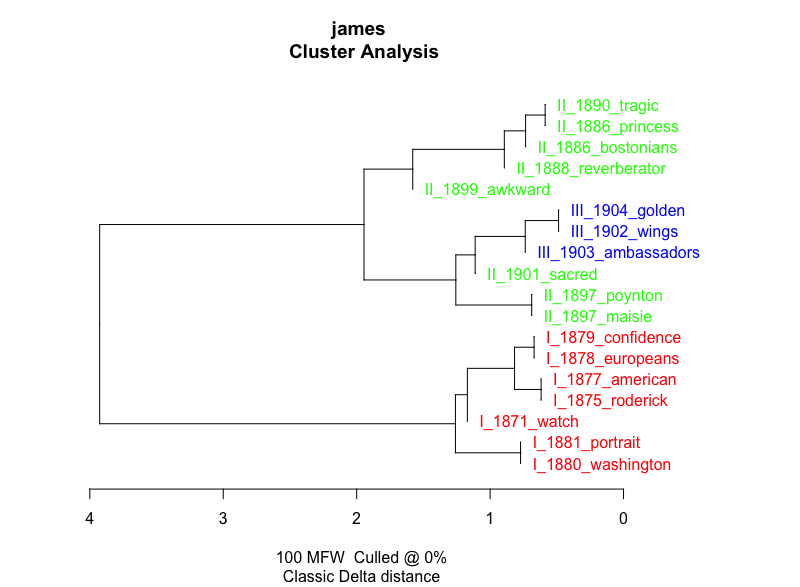 james
Cluster Analysis
II_1890_tragic
II_1886_princess
II_1886_bostonians
II_1888_reverberator
II_1899_awkward
III_1904_golden
III_1902_wings
III_1903_ambassadors
II_1901_sacred
II_1897_poynton
II_1897_maisie
I_1879_confidence
I_1878_europeans
I_1877_american
I_1875_roderick
I_1871_watch
I_1881_portrait
I_1880_washington
4 3 2 1 0
100 MFW  Culled @ 0%
Classic Delta distance